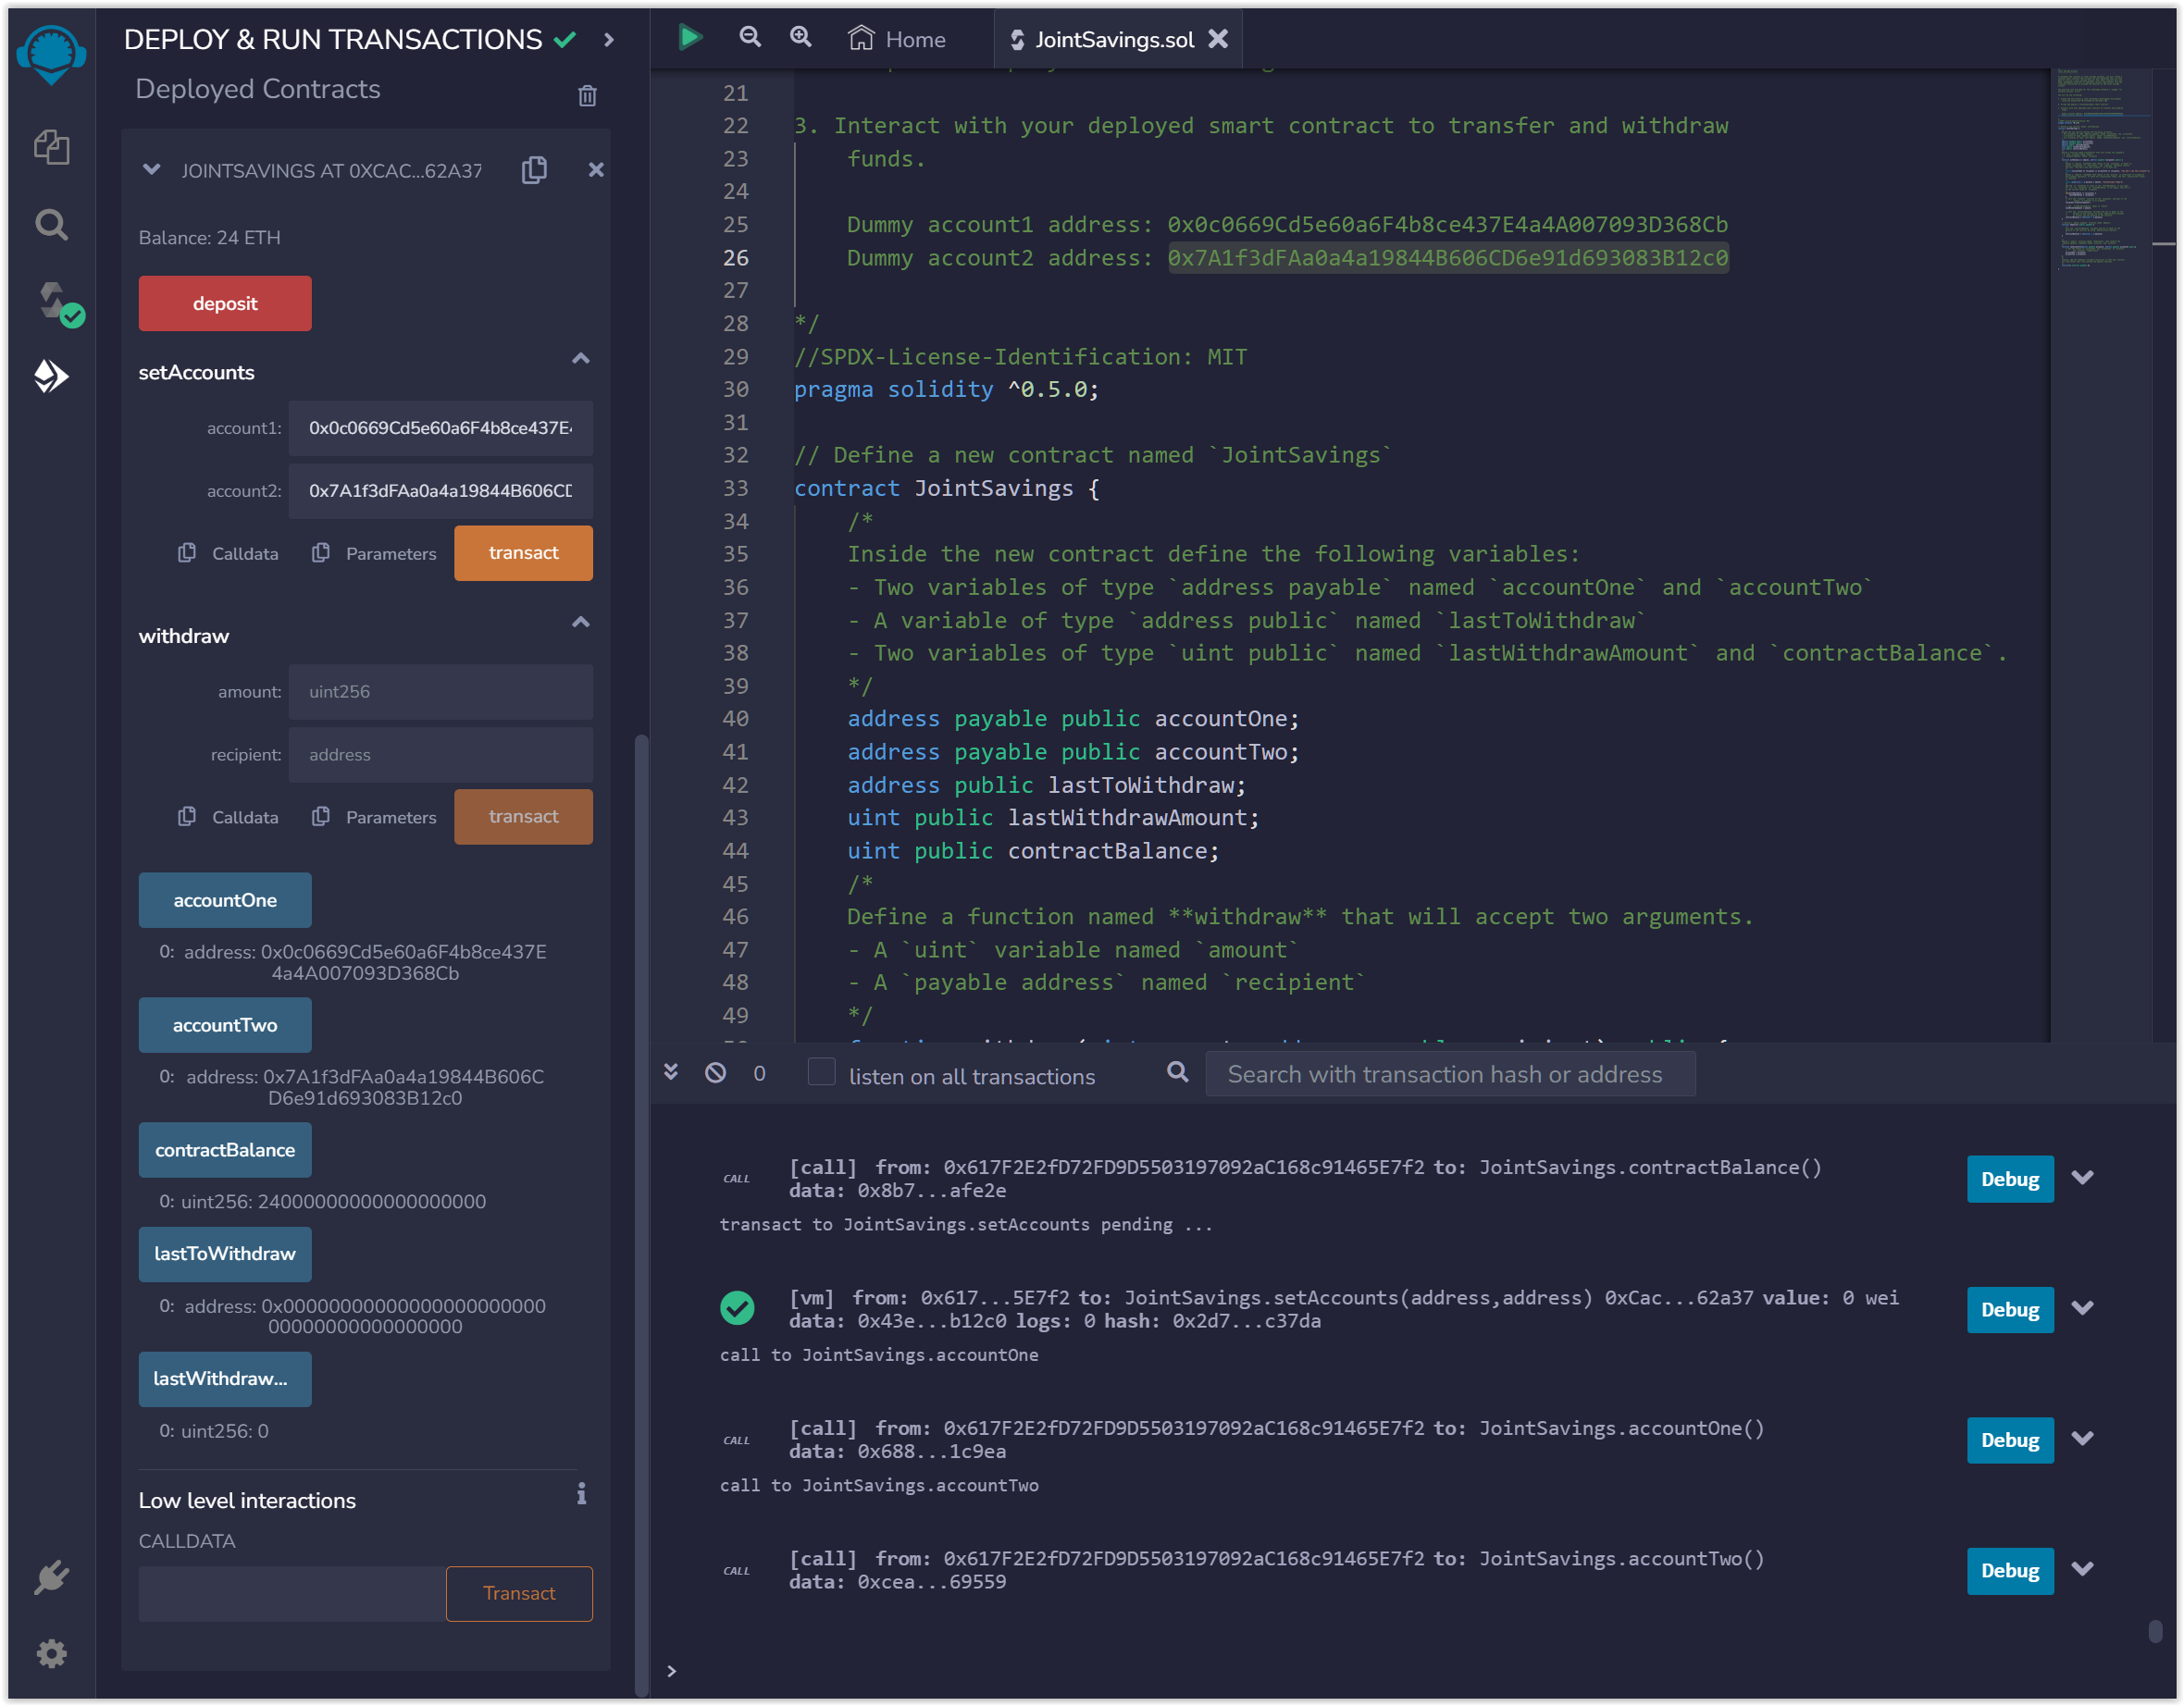 DEPLOY & RUN TRANSACTIONS
Deployed Contracts
JOINTSAVINGS AT 0XCAC...62A37
Balance: 24 ETH
deposit
setAccounts
account1: 0x0c0669Cd5e60a6F4b8ce437E4
account2: 0x7A1f3dFAa0a4a19844B606CD
Calldata Parameters transact
withdraw
amount: uint256
recipient: address
Calldata Parameters transact
accountOne
0: address: 0x0c0669Cd5e60a6F4b8ce437E
4a4A007093D368Cb
accountTwo
0: address: 0x7A1f3dFAa0a4a19844B606C
D6e91d693083B12c0
contractBalance
0: uint256: 24000000000000000000
lastToWithdraw
0: address: 0x00000000000000000000000
00000000000000000
lastWithdraw...
0: uint256: 0
Low level interactions
CALLDATA
Transact
Home
JointSavings.sol
21
22 3. Interact with your deployed smart contract to transfer and withdraw
23 funds.
24
25 Dummy account1 address: 0x0c0669Cd5e60a6F4b8ce437E4a4A007093D368Cb
26 Dummy account2 address: 0x7A1f3dFAa0a4a19844B606CD6e91d693083B12c0
27
28 */
29 //SPDX-License-Identification: MIT
30 pragma solidity ^0.5.0;
31
32 // Define a new contract named `JointSavings`
33 contract JointSavings {
34 /*
35 Inside the new contract define the following variables:
36 - Two variables of type `address payable` named `accountOne` and `accountTwo`
37 - A variable of type `address public` named `lastToWithdraw`
38 - Two variables of type `uint public` named `lastWithdrawAmount` and `contractBalance`.
39 */
40 address payable public accountOne;
41 address payable public accountTwo;
42 address public lastToWithdraw;
43 uint public lastWithdrawAmount;
44 uint public contractBalance;
45 /*
46 Define a function named **withdraw** that will accept two arguments.
47 - A `uint` variable named `amount`
48 - A `payable address` named `recipient`
49 */
0 listen on all transactions Search with transaction hash or address
CALL [call] from: 0x617F2E2fD72FD9D5503197092aC168c91465E7f2 to: JointSavings.contractBalance()
data: 0x8b7...afe2e
Debug
transact to JointSavings.setAccounts pending ...
[vm] from: 0x617...5E7f2 to: JointSavings.setAccounts(address,address) 0xCac...62a37 value: 0 wei
data: 0x43e...b12c0 logs: 0 hash: 0x2d7...c37da
Debug
call to JointSavings.accountOne
CALL [call] from: 0x617F2E2fD72FD9D5503197092aC168c91465E7f2 to: JointSavings.accountOne()
data: 0x688...1c9ea
Debug
call to JointSavings.accountTwo
CALL [call] from: 0x617F2E2fD72FD9D5503197092aC168c91465E7f2 to: JointSavings.accountTwo()
data: 0xcea...69559
Debug
>